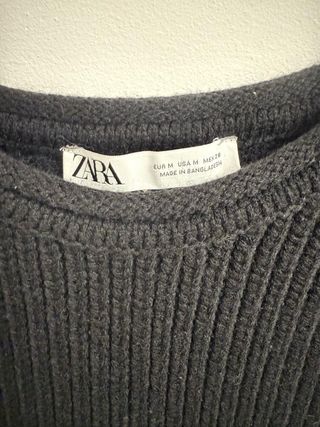 ZARA
EUR M USA M MEX 28
MADE IN BANGLADESH